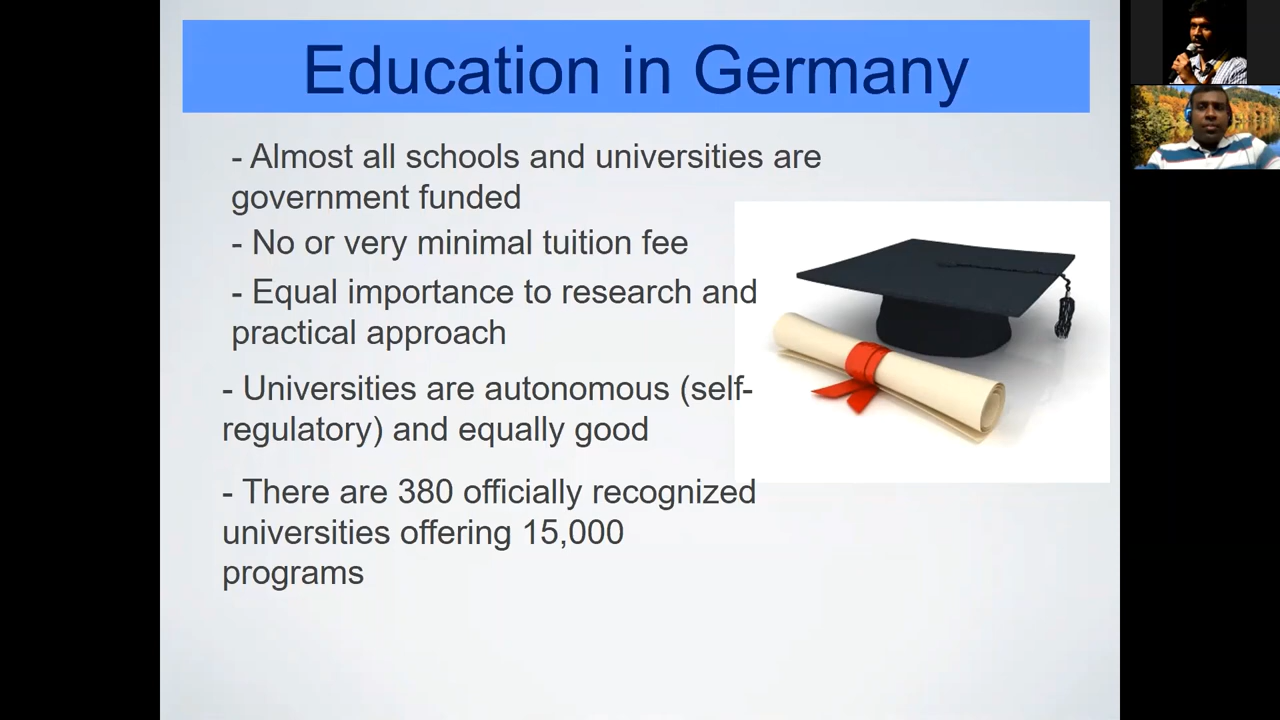 Education in Germany
- Almost all schools and universities are
government funded
- No or very minimal tuition fee
- Equal importance to research and
practical approach
- Universities are autonomous (self-
regulatory) and equally good
- There are 380 officially recognized
universities offering 15,000
programs